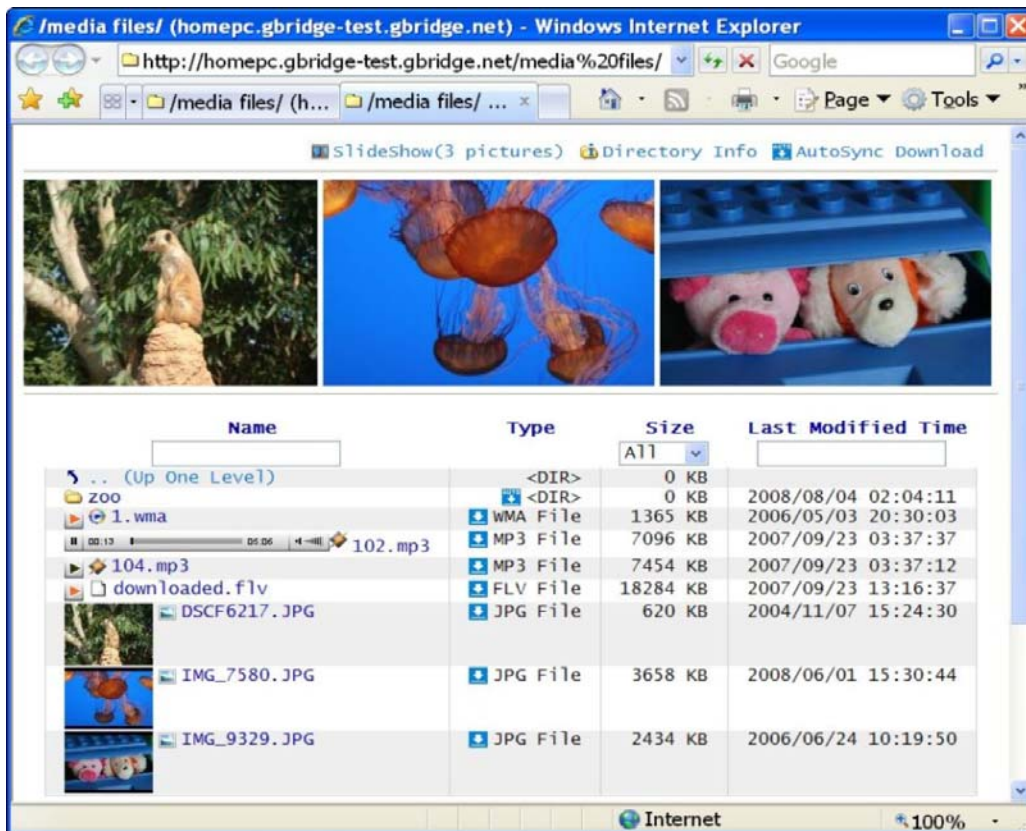 /media files/ (homepc.gbridge-test.gbridge.net) - Windows Internet Explorer
http://homepc.gbridge-test.gbridge.net/media%20files/ Google
/media files/ (h... /media files/ ... × Page Tools »
SlideShow(3 pictures) Directory Info AutoSync Download
Name Type Size Last Modified Time
All
.. (Up One Level) <DIR> 0 KB
zoo <DIR> 0 KB 2008/08/04 02:04:11
1.wma WMA File 1365 KB 2006/05/03 20:30:03
00:13 05:06 102.mp3 MP3 File 7096 KB 2007/09/23 03:37:37
104.mp3 MP3 File 7454 KB 2007/09/23 03:37:12
downloaded.flv FLV File 18284 KB 2007/09/23 13:16:37
DSCF6217.JPG JPG File 620 KB 2004/11/07 15:24:30
IMG_7580.JPG JPG File 3658 KB 2008/06/01 15:30:44
IMG_9329.JPG JPG File 2434 KB 2006/06/24 10:19:50
Internet 100%